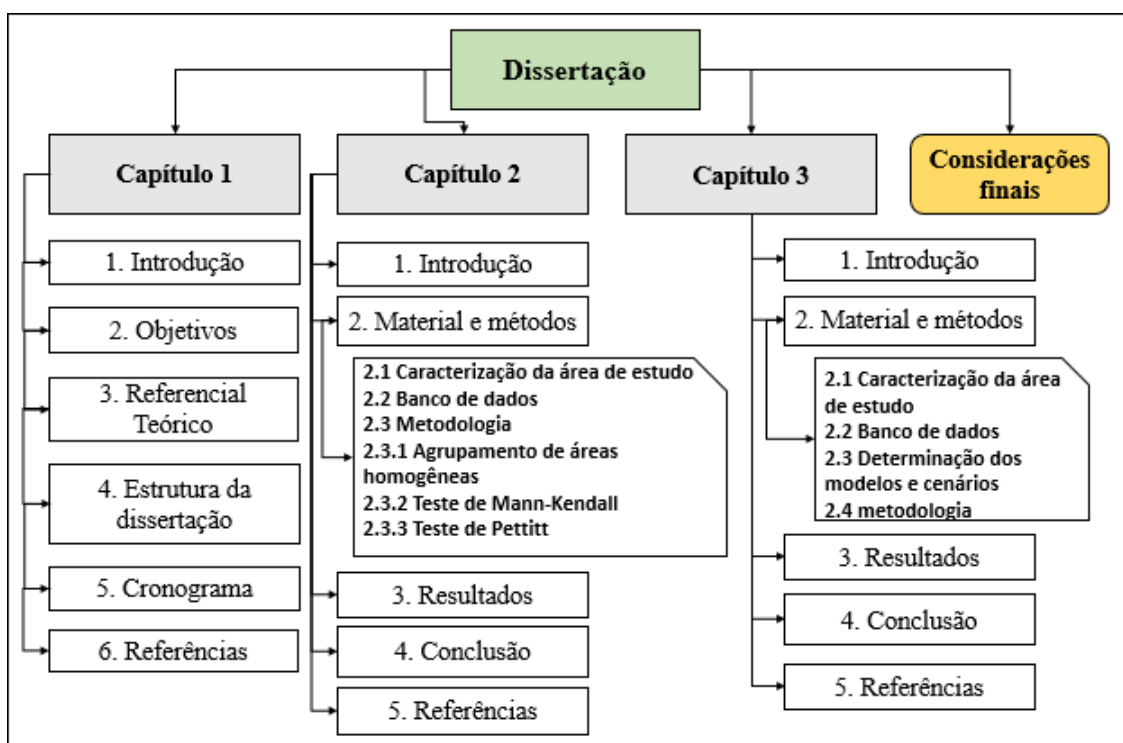 Dissertação
Capítulo 1
1. Introdução
2. Objetivos
3. Referencial
Teórico
4. Estrutura da
dissertação
5. Cronograma
6. Referências
Capítulo 2
1. Introdução
2. Material e métodos
2.1 Caracterização da área de estudo
2.2 Banco de dados
2.3 Metodologia
2.3.1 Agrupamento de áreas
homogêneas
2.3.2 Teste de Mann-Kendall
2.3.3 Teste de Pettitt
3. Resultados
4. Conclusão
5. Referências
Capítulo 3
1. Introdução
2. Material e métodos
2.1 Caracterização da área
de estudo
2.2 Banco de dados
2.3 Determinação dos
modelos e cenários
2.4 metodologia
3. Resultados
4. Conclusão
5. Referências
Considerações
finais